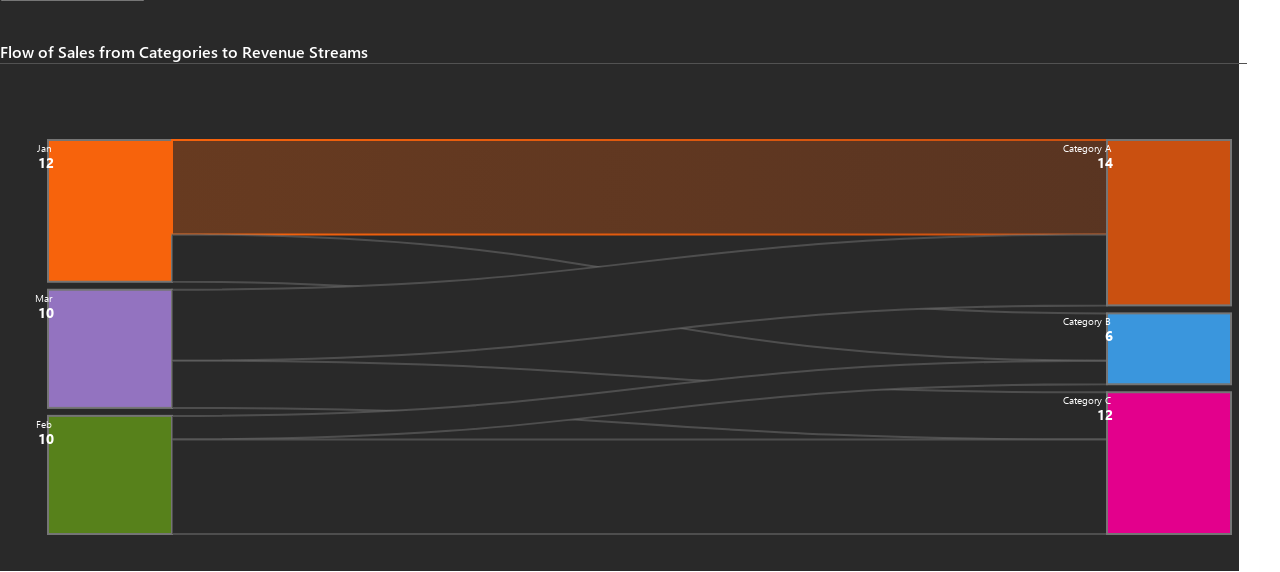 Flow of Sales from Categories to Revenue Streams
Jan
12
Category A
14
Mar
10
Category B
6
Category C
12
Feb
10